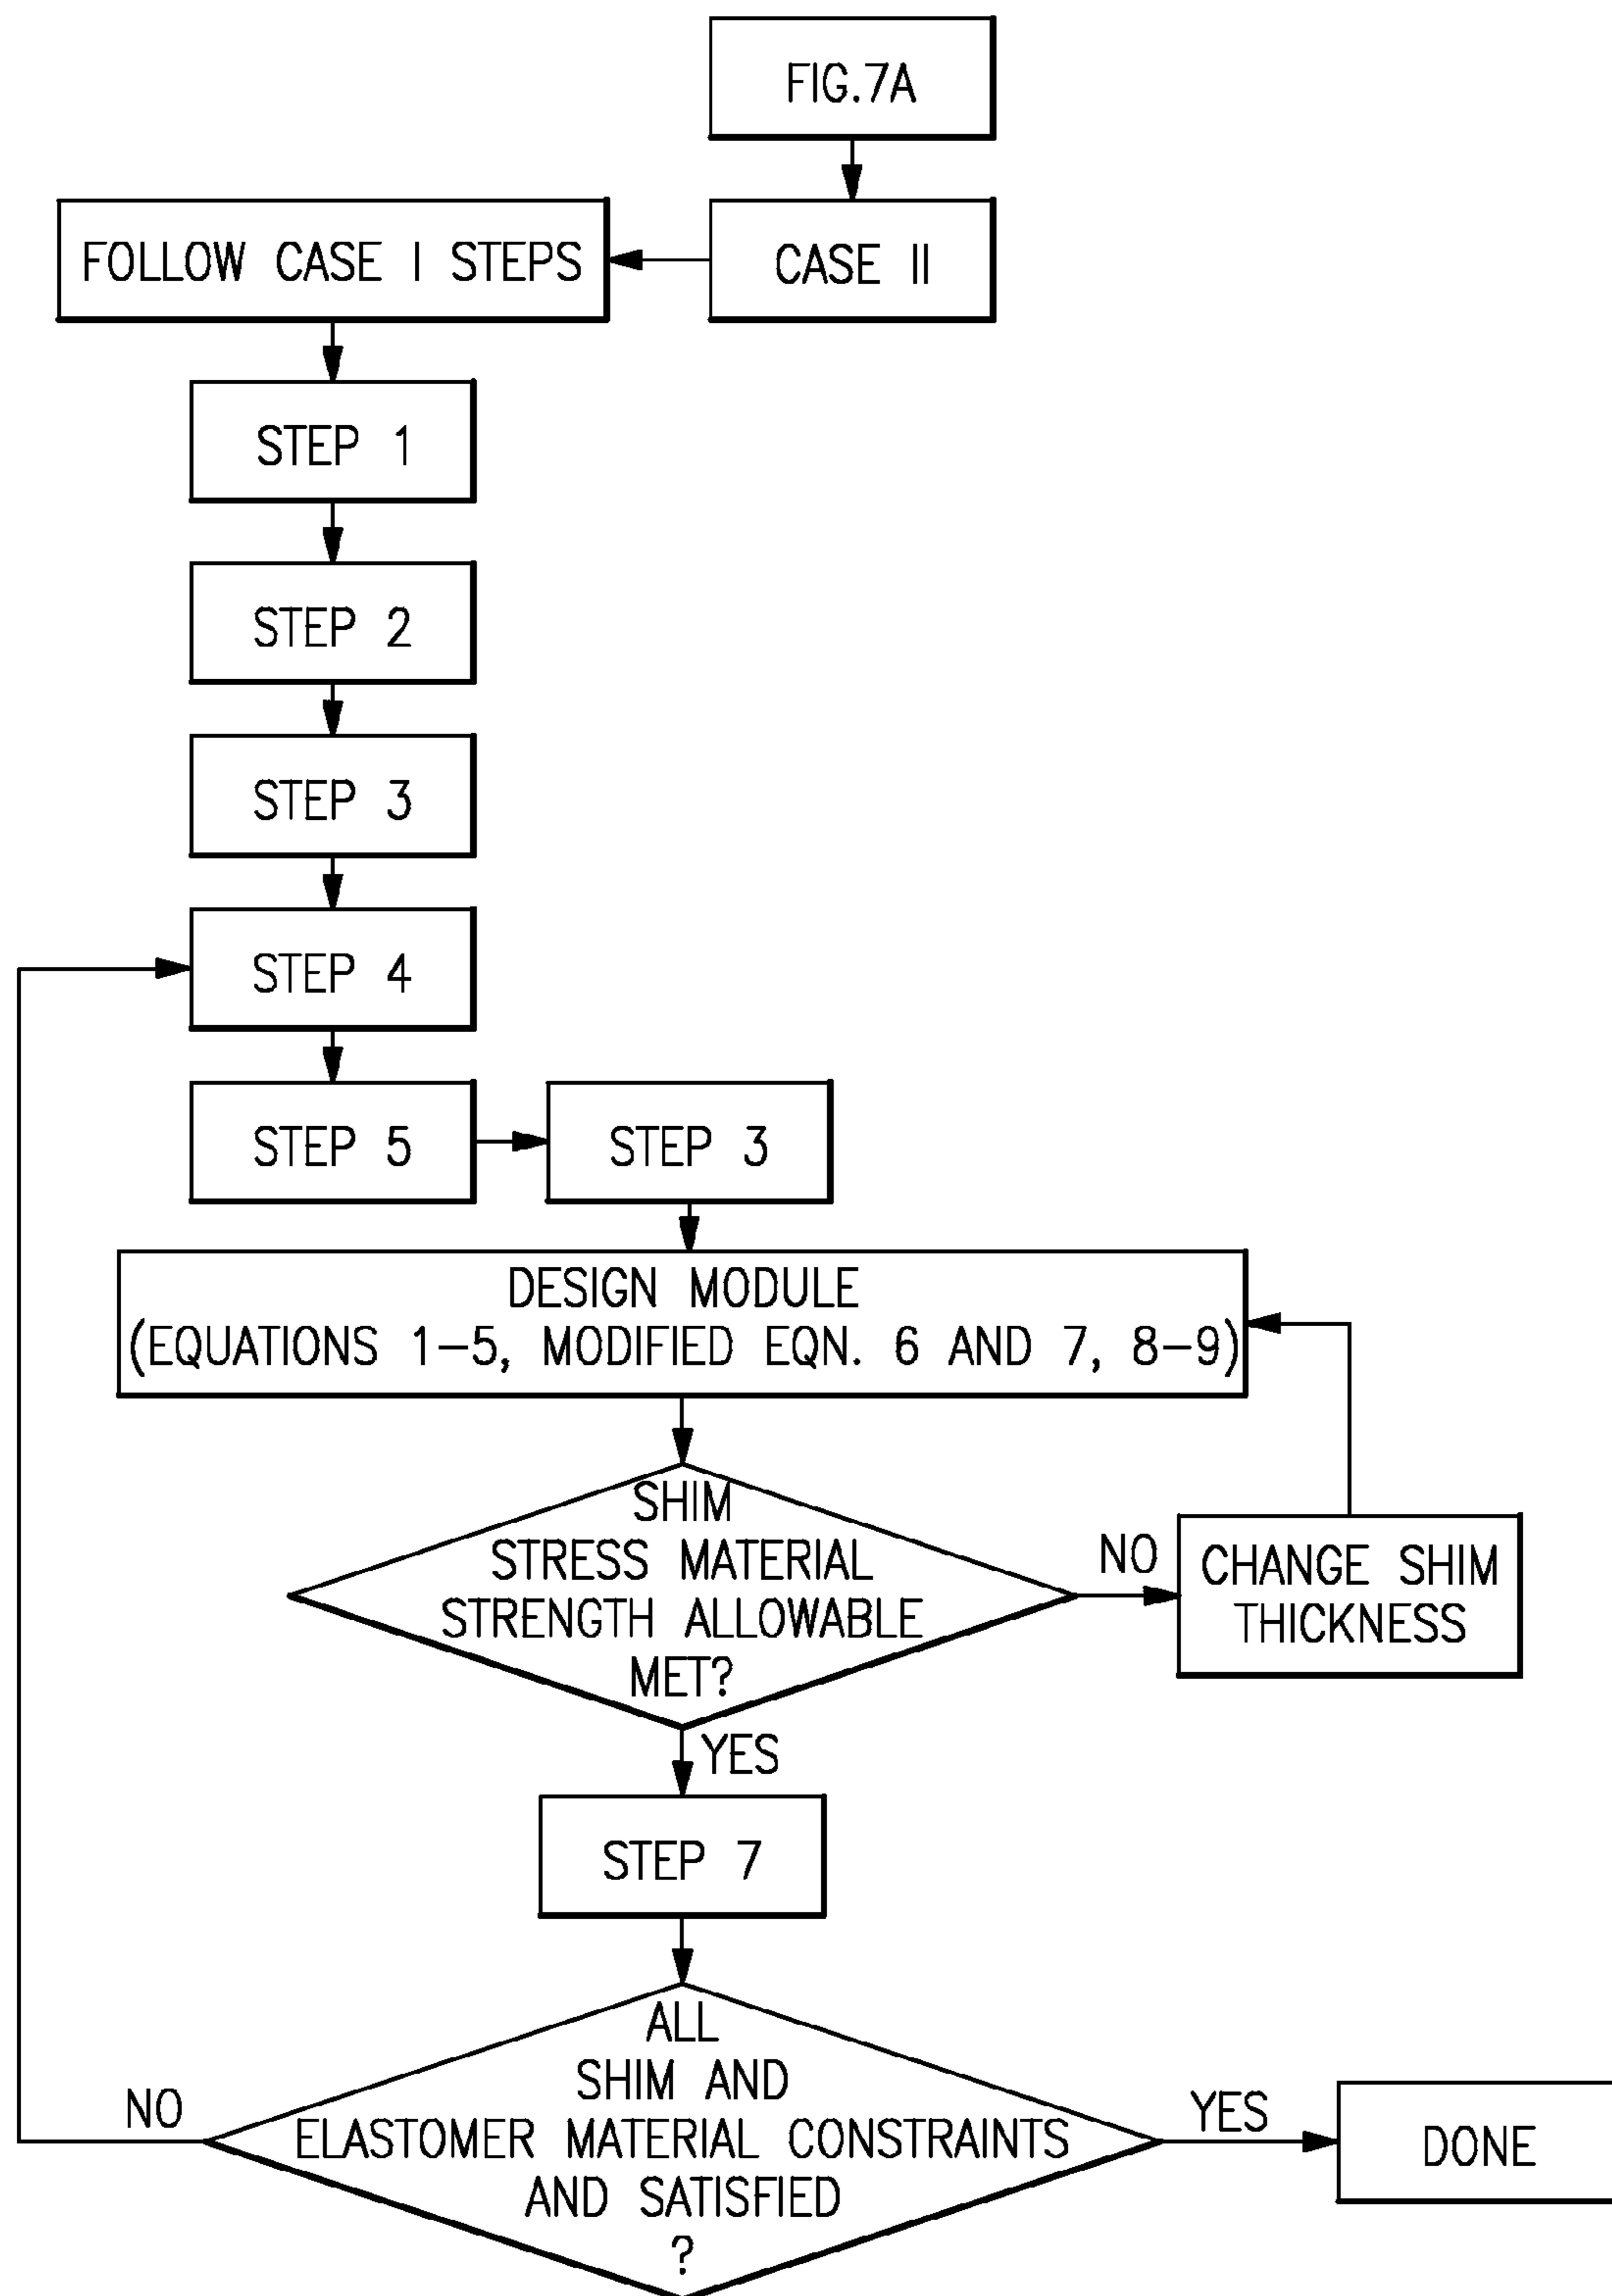 FIG.7A
FOLLOW CASE I STEPS
CASE II
STEP 1
STEP 2
STEP 3
STEP 4
STEP 5
STEP 3
DESIGN MODULE
(EQUATIONS 1-5, MODIFIED EQN. 6 AND 7, 8-9)
SHIM
STRESS MATERIAL
STRENGTH ALLOWABLE
MET?
NO
CHANGE SHIM
THICKNESS
YES
STEP 7
ALL
SHIM AND
ELASTOMER MATERIAL CONSTRAINTS
AND SATISFIED
?
NO
YES
DONE